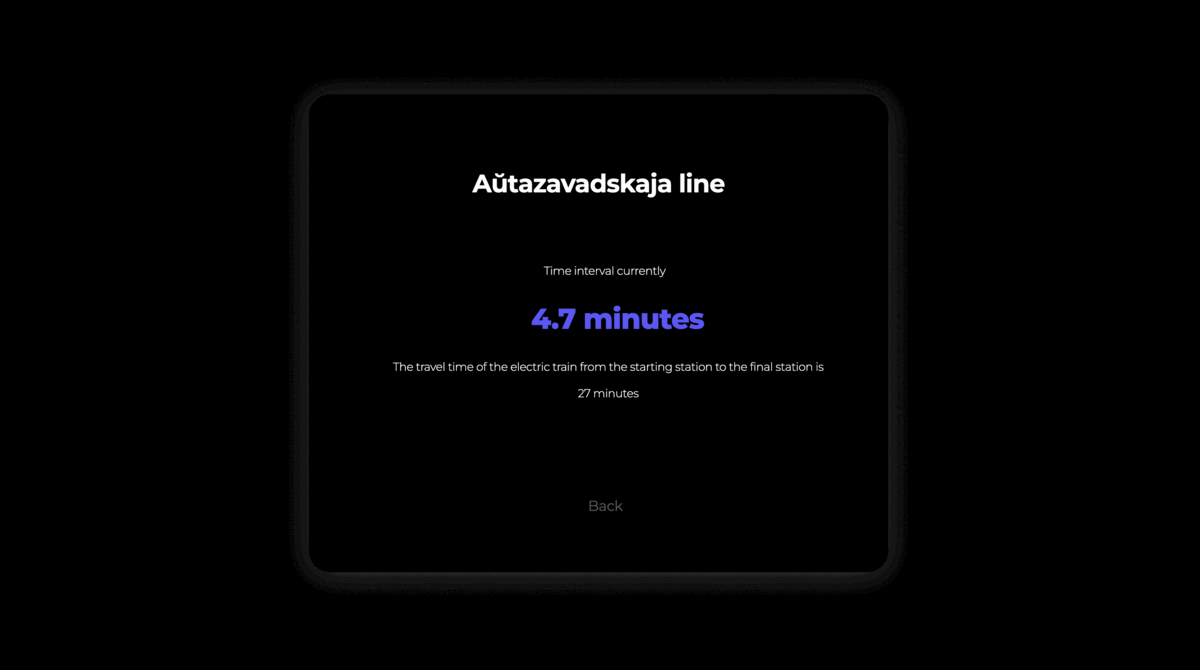 Aŭtazavadskaja line
Time interval currently
4.7 minutes
The travel time of the electric train from the starting station to the final station is
27 minutes
Back